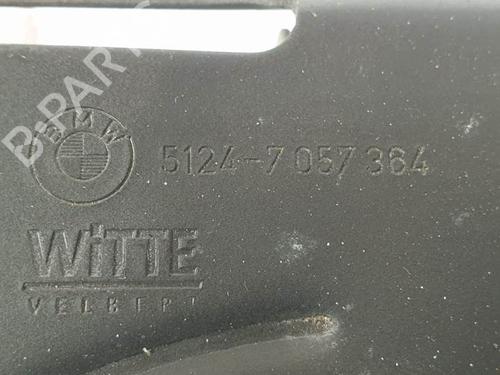 B-PARTS
BMW
5124-7 057 364
WiTTE
VELBERT